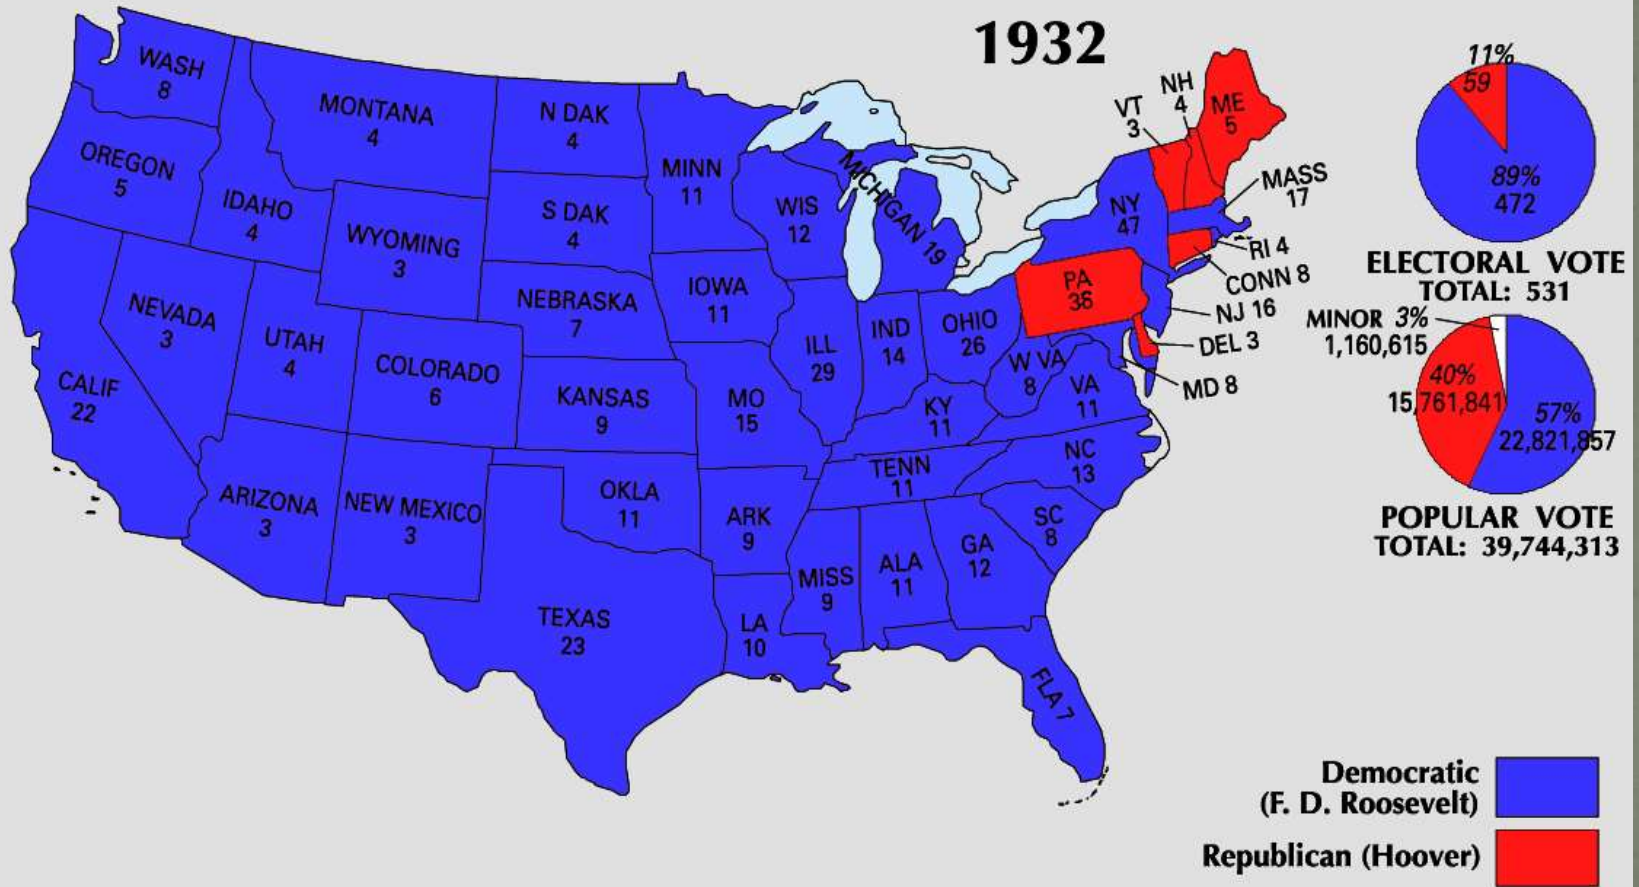 1932
WASH
8
OREGON
5
CALIF
22
NEVADA
3
IDAHO
4
MONTANA
4
WYOMING
3
UTAH
4
COLORADO
6
ARIZONA
3
NEW MEXICO
3
N DAK
4
S DAK
4
NEBRASKA
7
KANSAS
9
OKLA
11
TEXAS
23
MINN
11
IOWA
11
MO
15
ARK
9
LA
10
WIS
12
ILL
29
MICHIGAN 19
IND
14
OHIO
26
KY
11
TENN
11
MISS
9
ALA
11
GA
12
FLA 7
SC
8
NC
13
VA
11
W VA
8
PA
36
NY
47
VT
3
NH
4
ME
5
MASS
17
RI 4
CONN 8
NJ 16
DEL 3
MD 8
11%
59
89%
472
ELECTORAL VOTE
TOTAL: 531
MINOR 3%
1,160,615
40%
15,761,841
57%
22,821,857
POPULAR VOTE
TOTAL: 39,744,313
Democratic
(F. D. Roosevelt)
Republican (Hoover)